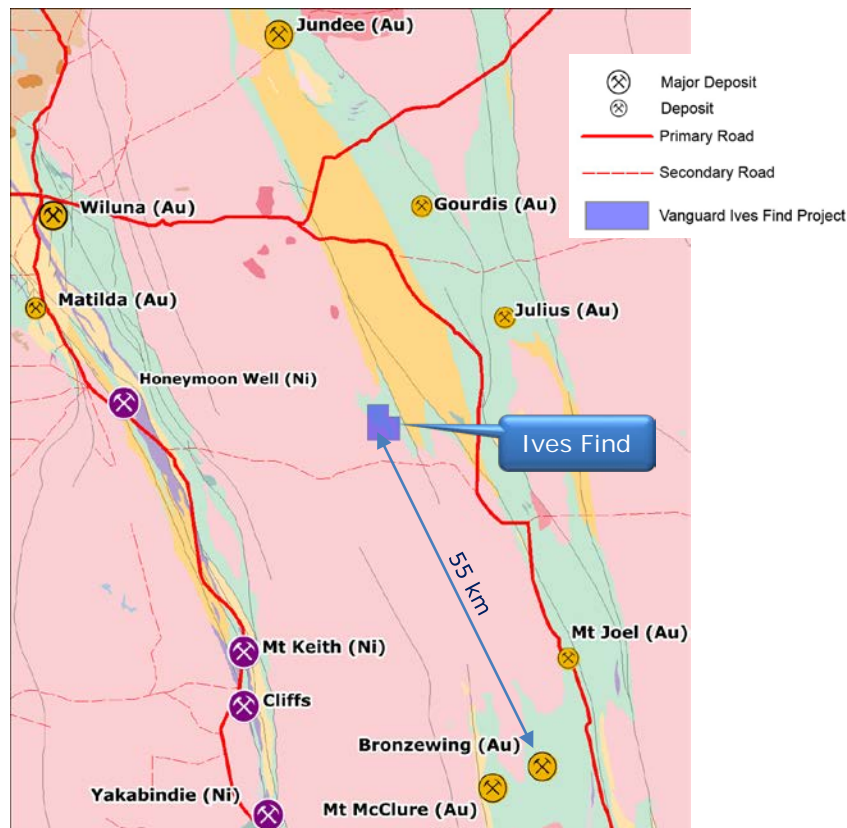 Jundee (Au)
Major Deposit
Deposit
Primary Road
Secondary Road
Vanguard Ives Find Project
Wiluna (Au)
Gourdis (Au)
Matilda (Au)
Julius (Au)
Honeymoon Well (Ni)
Ives Find
55 km
Mt Keith (Ni)
Mt Joel (Au)
Cliffs
Bronzewing (Au)
Yakabindie (Ni)
Mt McClure (Au)